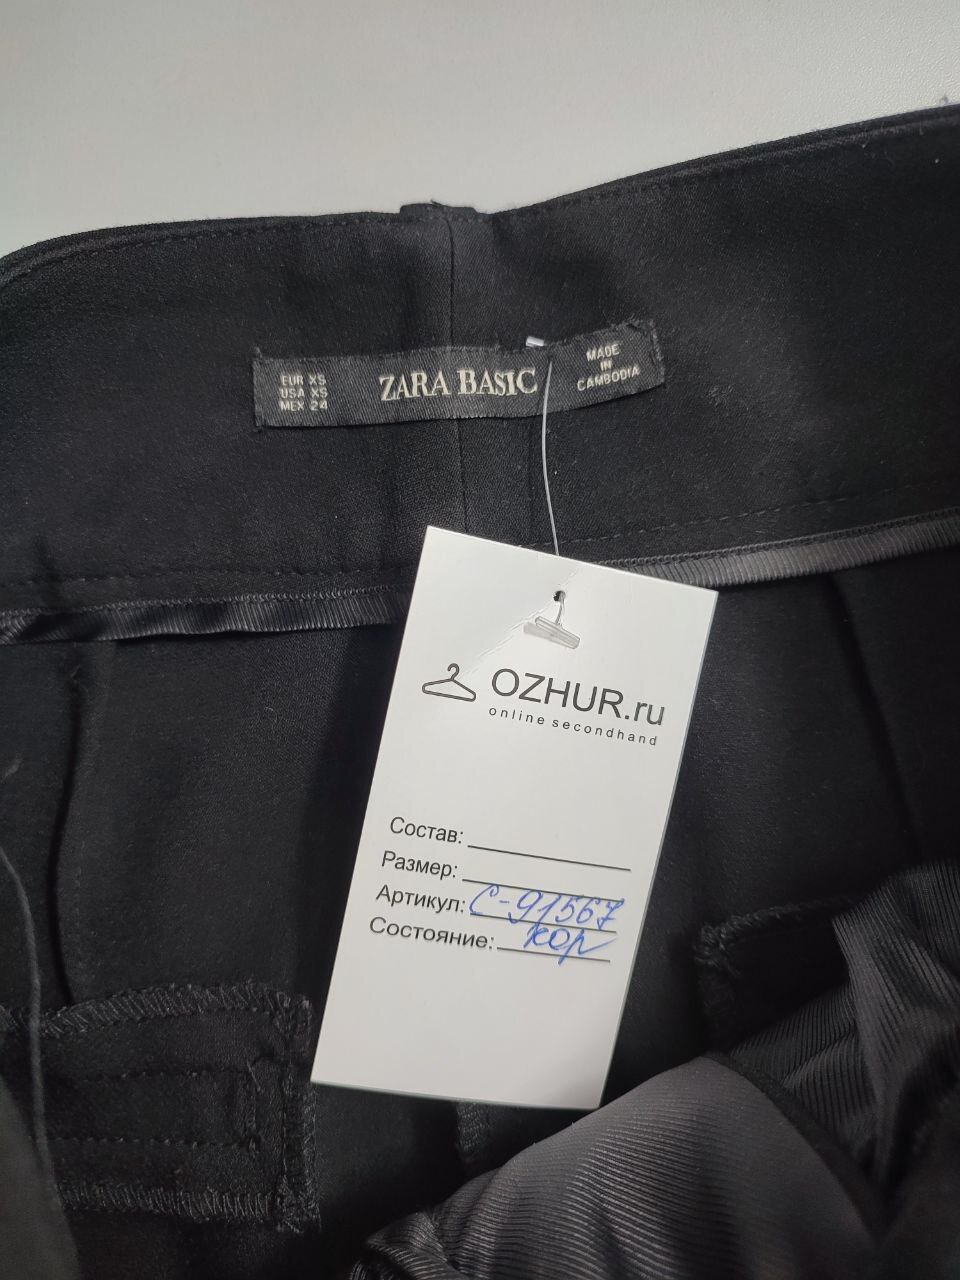 EUR XS
USA XS
MEX 24
ZARA BASIC
MADE
IN
CAMBODIA
OZHUR.ru
online secondhand
Состав:
Размер:
Артикул: С-91567
Состояние: хор